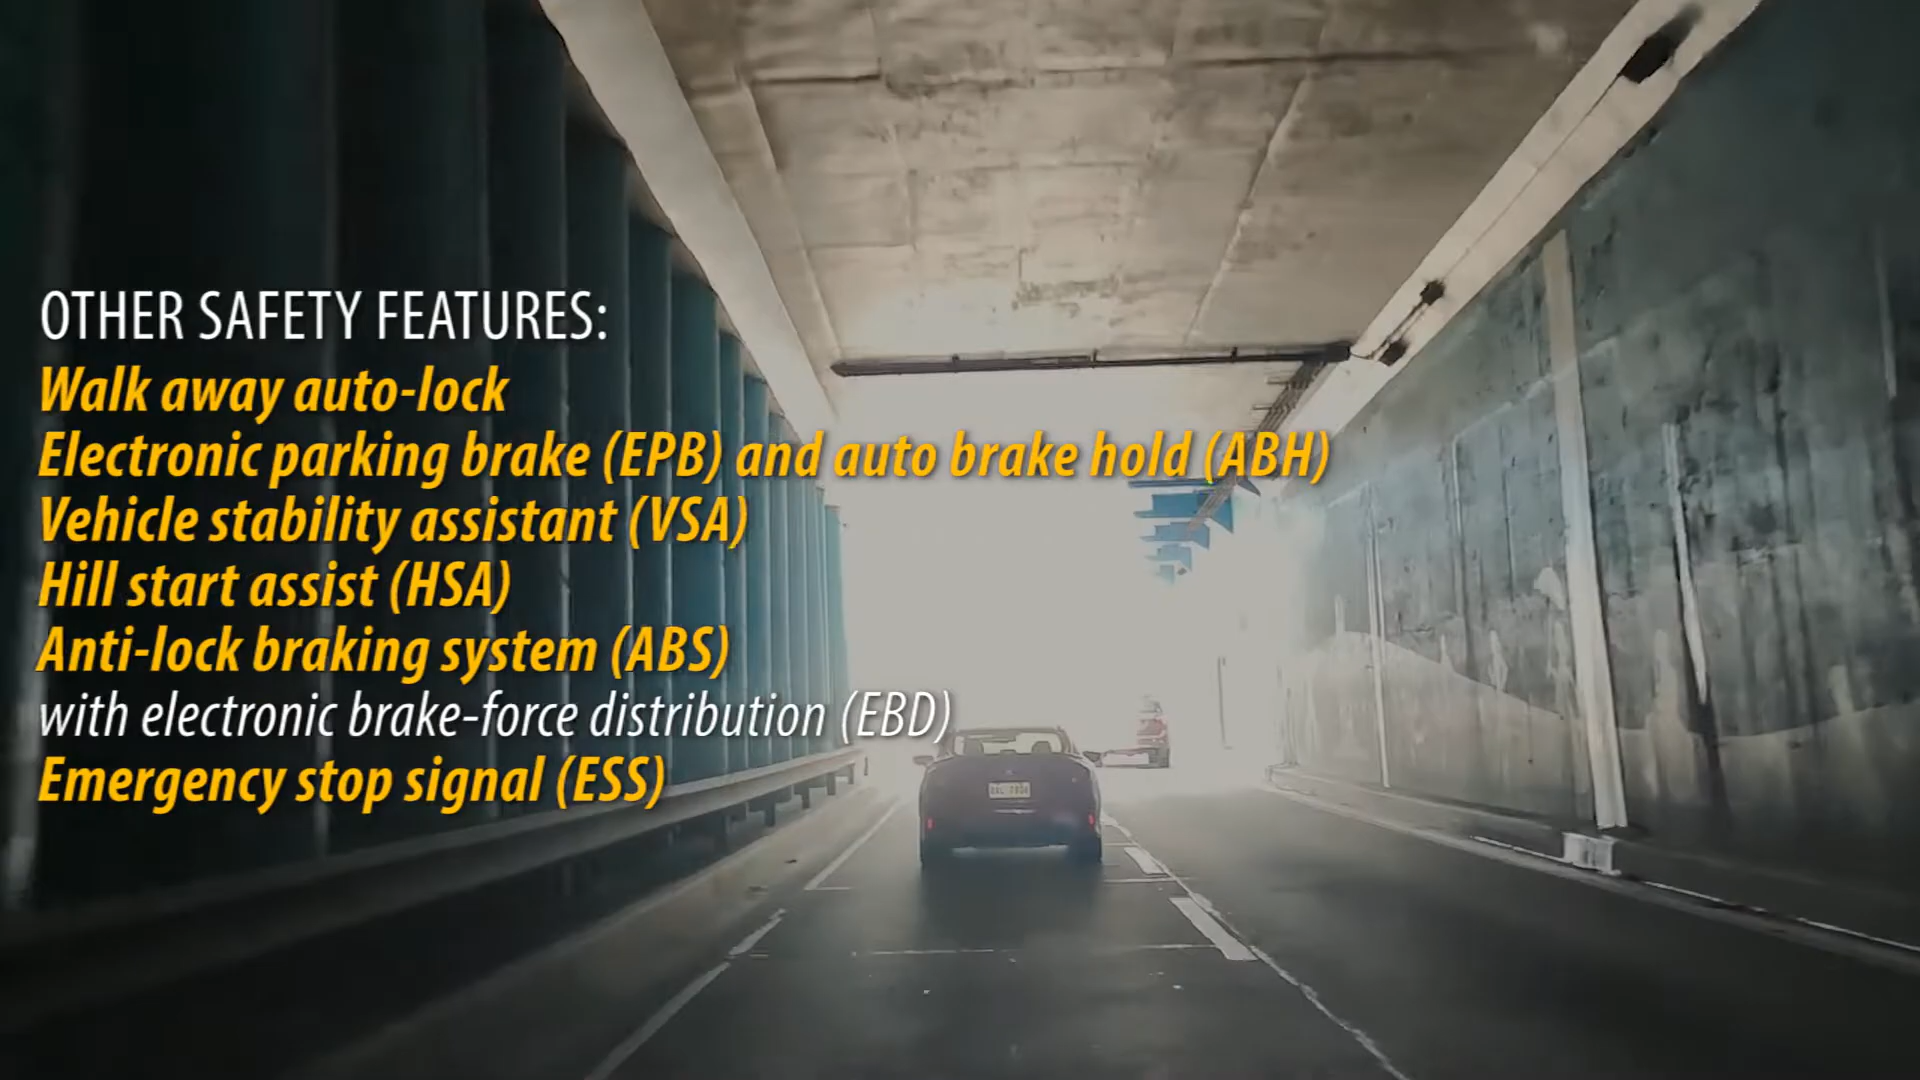 OTHER SAFETY FEATURES:
Walk away auto-lock
Electronic parking brake (EPB) and auto brake hold (ABH)
Vehicle stability assistant (VSA)
Hill start assist (HSA)
Anti-lock braking system (ABS)
with electronic brake-force distribution (EBD)
Emergency stop signal (ESS)